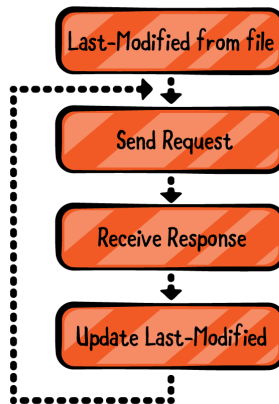 Last-Modified from file
Send Request
Receive Response
Update Last-Modified